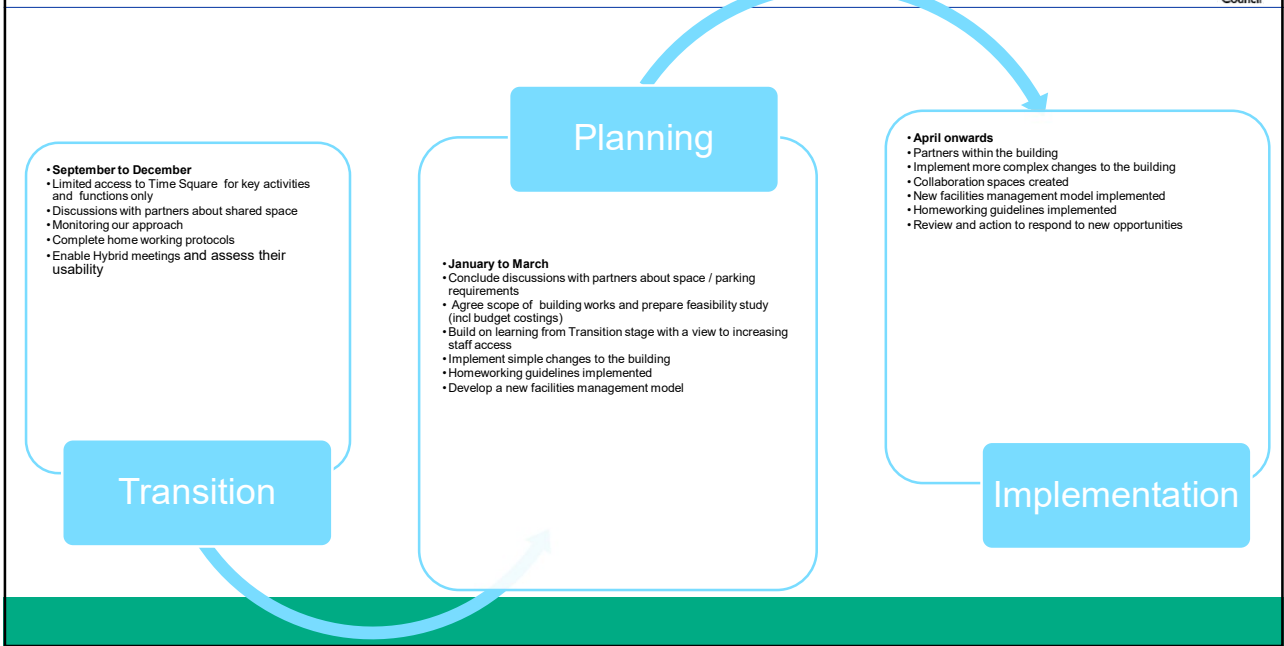 Council
• September to December
• Limited access to Time Square for key activities
and functions only
• Discussions with partners about shared space
• Monitoring our approach
• Complete home working protocols
• Enable Hybrid meetings and assess their
usability
Transition
Planning
• January to March
• Conclude discussions with partners about space / parking
requirements
• Agree scope of building works and prepare feasibility study
(incl budget costings)
• Build on learning from Transition stage with a view to increasing
staff access
• Implement simple changes to the building
• Homeworking guidelines implemented
• Develop a new facilities management model
• April onwards
• Partners within the building
• Implement more complex changes to the building
• Collaboration spaces created
• New facilities management model implemented
• Homeworking guidelines implemented
• Review and action to respond to new opportunities
Implementation